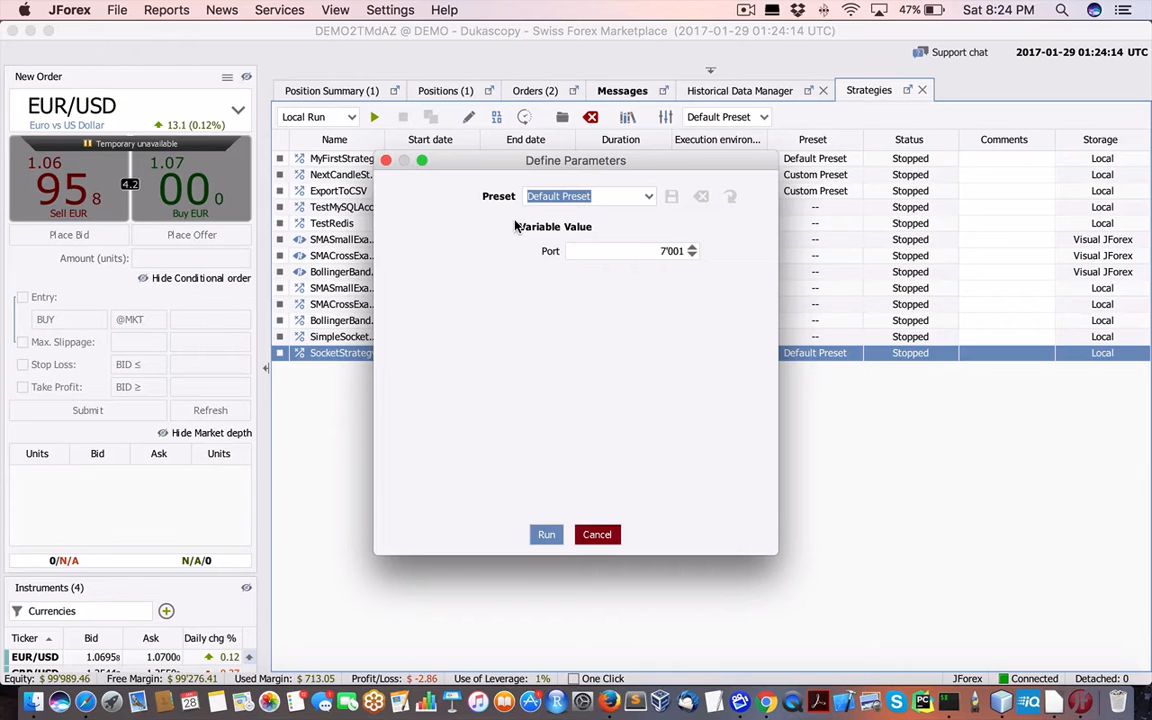 JForex File Reports News Services View Settings Help 47% Sat 8:24 PM
DEMO2TMdAZ @ DEMO - Dukascopy - Swiss Forex Marketplace (2017-01-29 01:24:14 UTC)
Support chat 2017-01-29 01:24:14 UTC
New Order
EUR/USD
Euro vs US Dollar 13.1 (0.12%)
Temporary unavailable
1.06 1.07
95 8 4.2 00 0
Sell EUR Buy EUR
Place Bid Place Offer
Amount (units):
Hide Conditional order
Entry:
BUY @MKT
Max. Slippage:
Stop Loss: BID ≤
Take Profit: BID ≥
Submit Refresh
Hide Market depth
Units Bid Ask Units
0/N/A N/A/0
Instruments (4)
Currencies
Ticker Bid Ask Daily chg %
EUR/USD 1.06958 1.07000 0.12
Position Summary (1) Positions (1) Orders (2) Messages Historical Data Manager Strategies
Local Run Default Preset
Name Start date End date Duration Execution environ... Preset Status Comments Storage
MyFirstStrateg Default Preset Stopped Local
NextCandleSt. Custom Preset Stopped Local
ExportToCSV Custom Preset Stopped Local
TestMySQLAcc -- Stopped Local
TestRedis -- Stopped Local
SMASmallExa.. -- Stopped Visual JForex
SMACrossExa.. -- Stopped Visual JForex
BollingerBand. -- Stopped Visual JForex
SMASmallExa.. -- Stopped Local
SMACrossExa.. -- Stopped Local
BollingerBand. -- Stopped Local
SimpleSocket. -- Stopped Local
SocketStrategy Default Preset Stopped Local
Define Parameters
Preset Default Preset
Variable Value
Port 7'001
Run Cancel
Equity: $ 99'989.46 Free Margin: $ 99'276.41 Used Margin: $ 713.05 Profit/Loss: $ -2.86 Use of Leverage: 1% One Click JForex Connected Detached: 0